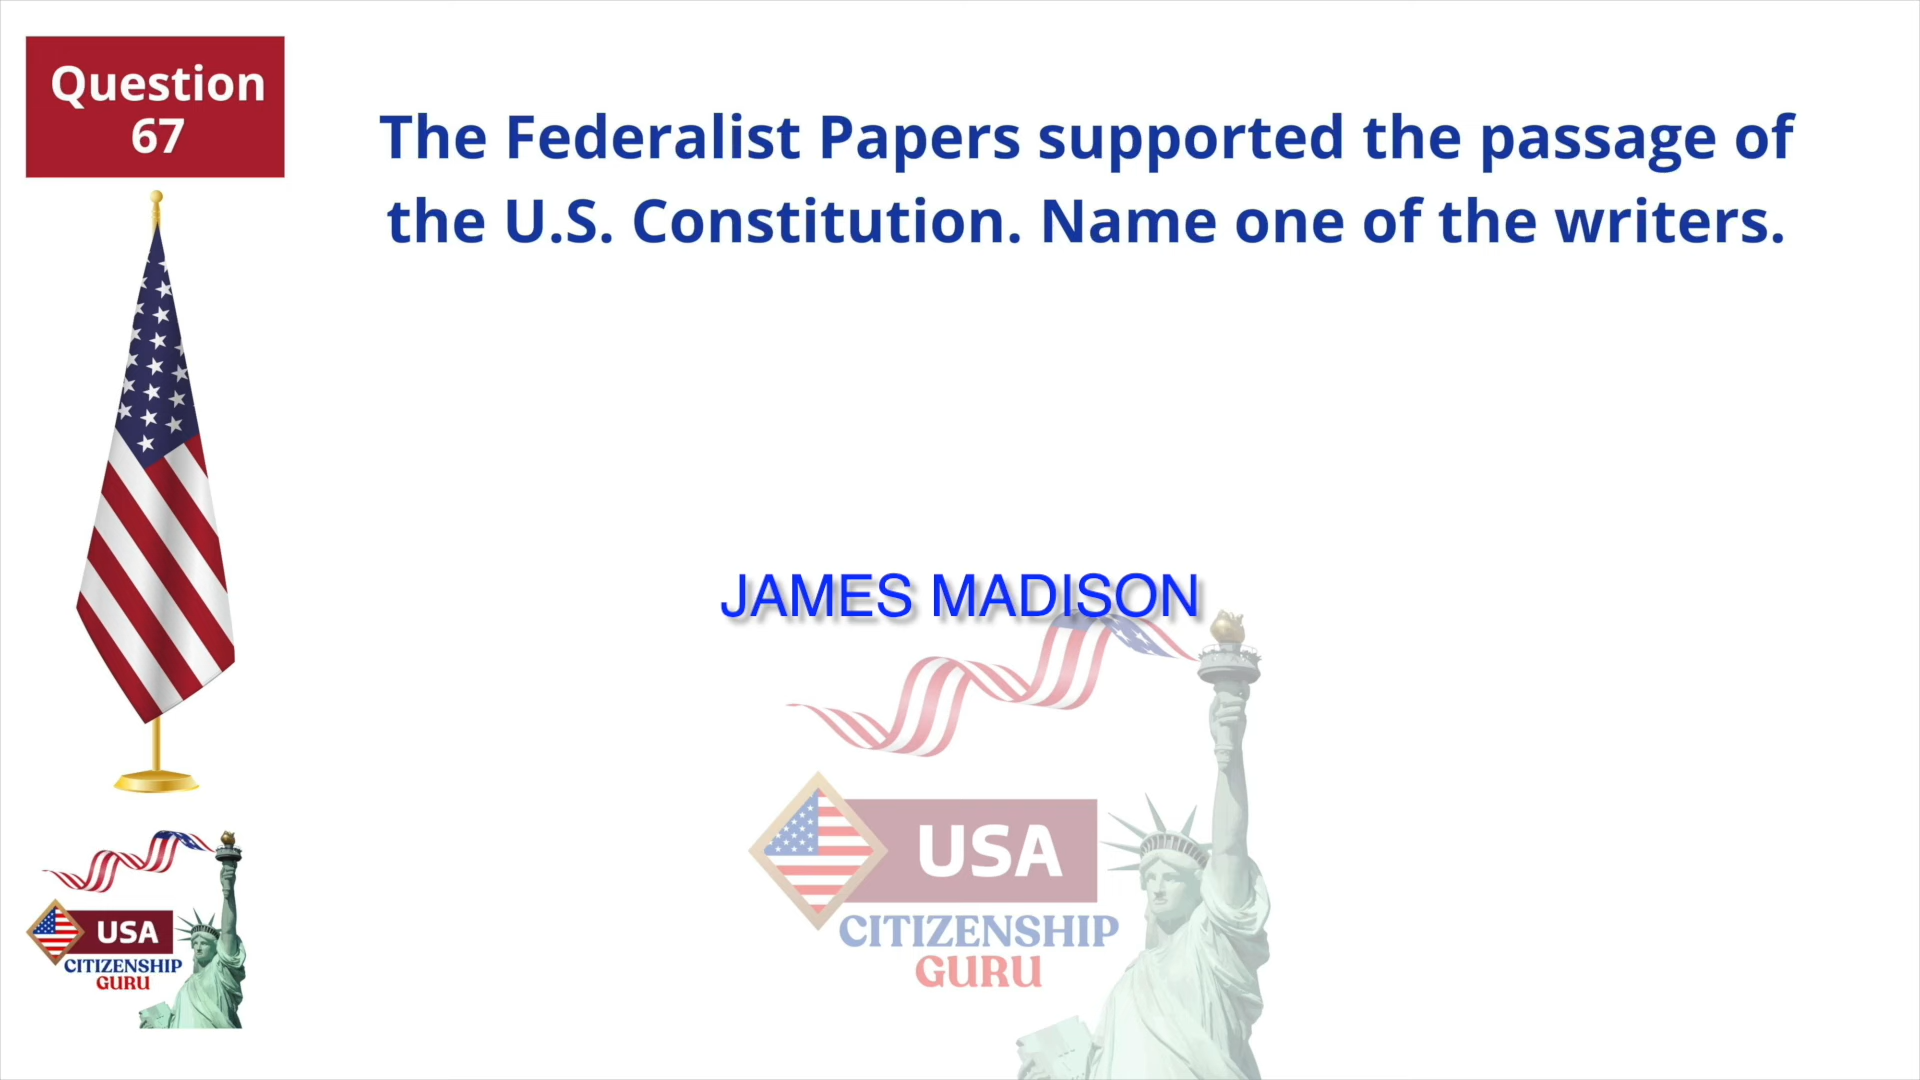 Question
67
The Federalist Papers supported the passage of
the U.S. Constitution. Name one of the writers.
JAMES MADISON
USA
CITIZENSHIP
GURU
USA
CITIZENSHIP
GURU